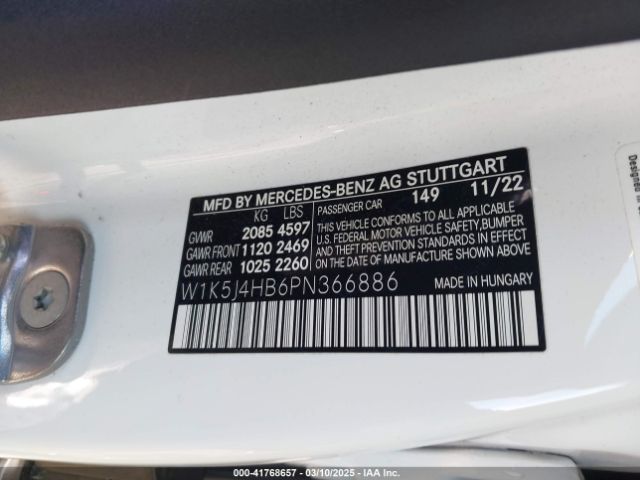 MFD BY MERCEDES-BENZ AG STUTTGART
KG LBS PASSENGER CAR 149 11/22
GVWR 2085 4597
GAWR FRONT 1120 2469
GAWR REAR 1025 2260
THIS VEHICLE CONFORMS TO ALL APPLICABLE
U.S. FEDERAL MOTOR VEHICLE SAFETY,BUMPER
AND THEFT PREVENTION STANDARDS IN EFFECT
ON THE DATE OF MANUFACTURE SHOWN ABOVE.
W1K5J4HB6PN366886 MADE IN HUNGARY
Designed
000-41768657 - 03/10/2025 - IAAI Canada